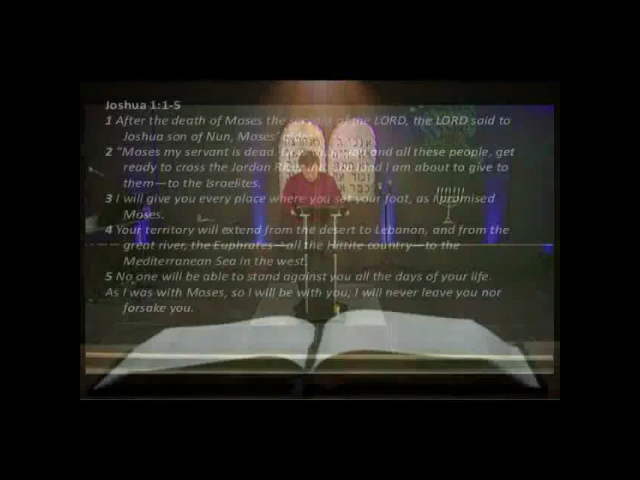 Joshua 1:1-5
1 After the death of Moses the servant of the LORD, the LORD said to
Joshua son of Nun, Moses'
2 "Moses my servant is dead. you and all these people, get
ready to cross the Jordan the land I am about to give to
them—to the Israelites.
3 I will give you every place where you set your foot, as I promised
Moses.
4 Your territory will extend from the desert to Lebanon, and from the
great river, the Euphrates—all the Hittite country—to the
Mediterranean Sea in the west.
5 No one will be able to stand against you all the days of your life.
As I was with Moses, so I will be with you; I will never leave you nor
forsake you.